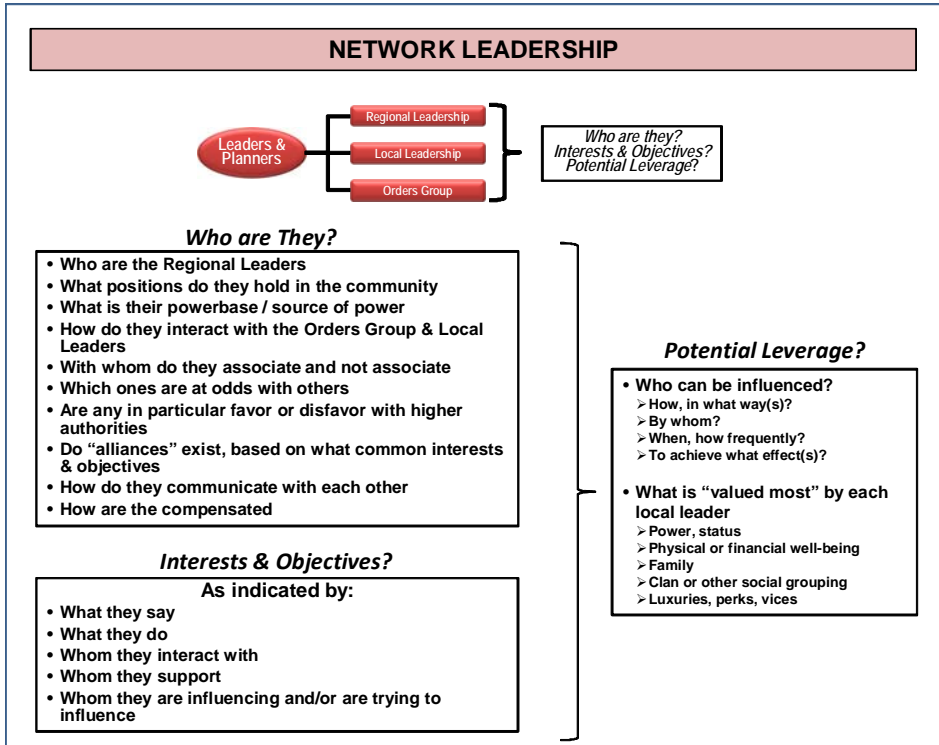 NETWORK LEADERSHIP
Leaders &
Planners
Regional Leadership
Local Leadership
Orders Group
Who are they?
Interests & Objectives?
Potential Leverage?
Who are They?
• Who are the Regional Leaders
• What positions do they hold in the community
• What is their powerbase / source of power
• How do they interact with the Orders Group & Local
Leaders
• With whom do they associate and not associate
• Which ones are at odds with others
• Are any in particular favor or disfavor with higher
authorities
• Do “alliances” exist, based on what common interests
& objectives
• How do they communicate with each other
• How are the compensated
Interests & Objectives?
As indicated by:
• What they say
• What they do
• Whom they interact with
• Whom they support
• Whom they are influencing and/or are trying to
influence
Potential Leverage?
• Who can be influenced?
➢How, in what way(s)?
➢By whom?
➢When, how frequently?
➢To achieve what effect(s)?
• What is “valued most” by each
local leader
➢Power, status
➢Physical or financial well-being
➢Family
➢Clan or other social grouping
➢Luxuries, perks, vices